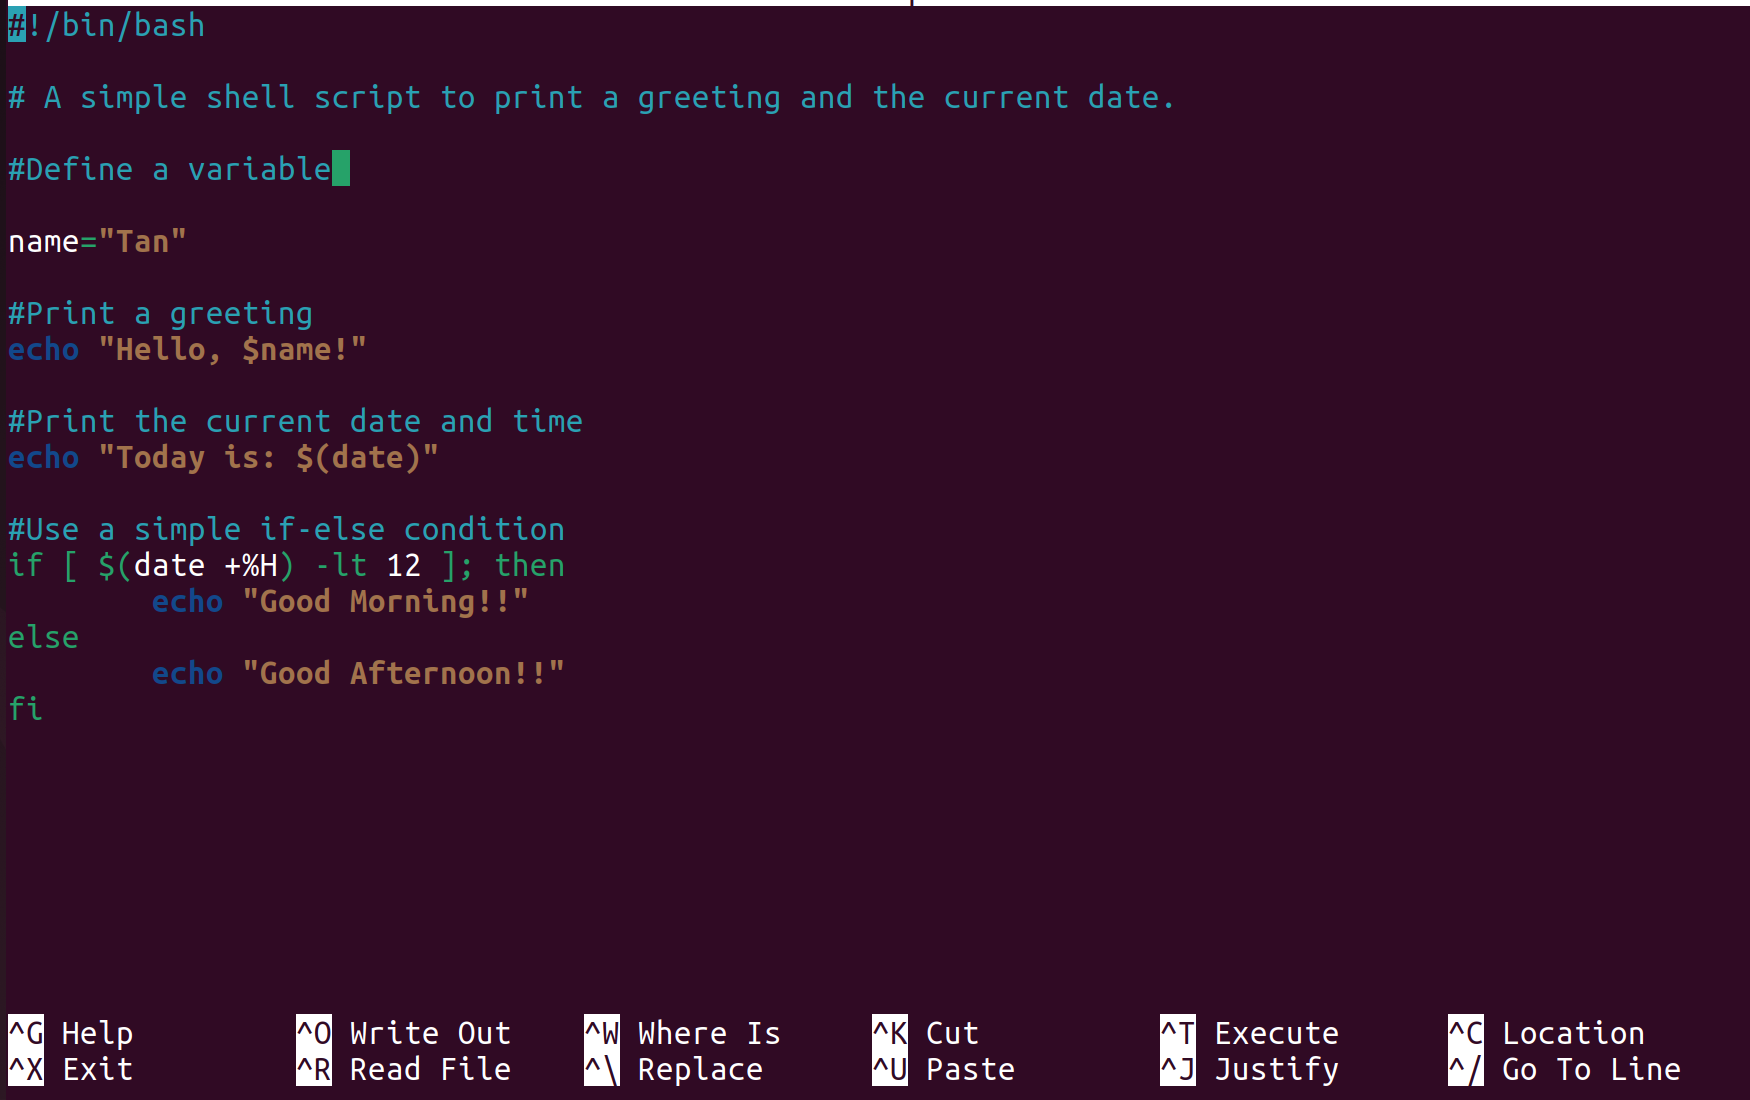 #!/bin/bash
# A simple shell script to print a greeting and the current date.
#Define a variable
name="Tan"
#Print a greeting
echo "Hello, $name!"
#Print the current date and time
echo "Today is: $(date)"
#Use a simple if-else condition
if [ $(date +%H) -lt 12 ]; then
        echo "Good Morning!!"
else
        echo "Good Afternoon!!"
fi
^G Help ^O Write Out ^W Where Is ^K Cut ^T Execute ^C Location
^X Exit ^R Read File ^\ Replace ^U Paste ^J Justify ^/ Go To Line